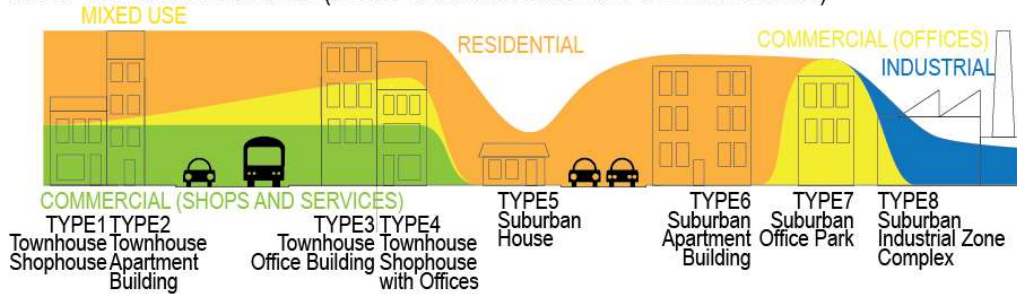 MIXED USE
RESIDENTIAL
COMMERCIAL (OFFICES)
INDUSTRIAL
COMMERCIAL (SHOPS AND SERVICES)
TYPE1
Townhouse
Shophouse
TYPE2
Townhouse
Apartment
Building
TYPE3
Townhouse
Office Building
TYPE4
Townhouse
Shophouse
with Offices
TYPE5
Suburban
House
TYPE6
Suburban
Apartment
Building
TYPE7
Suburban
Office Park
TYPE8
Suburban
Industrial Zone
Complex